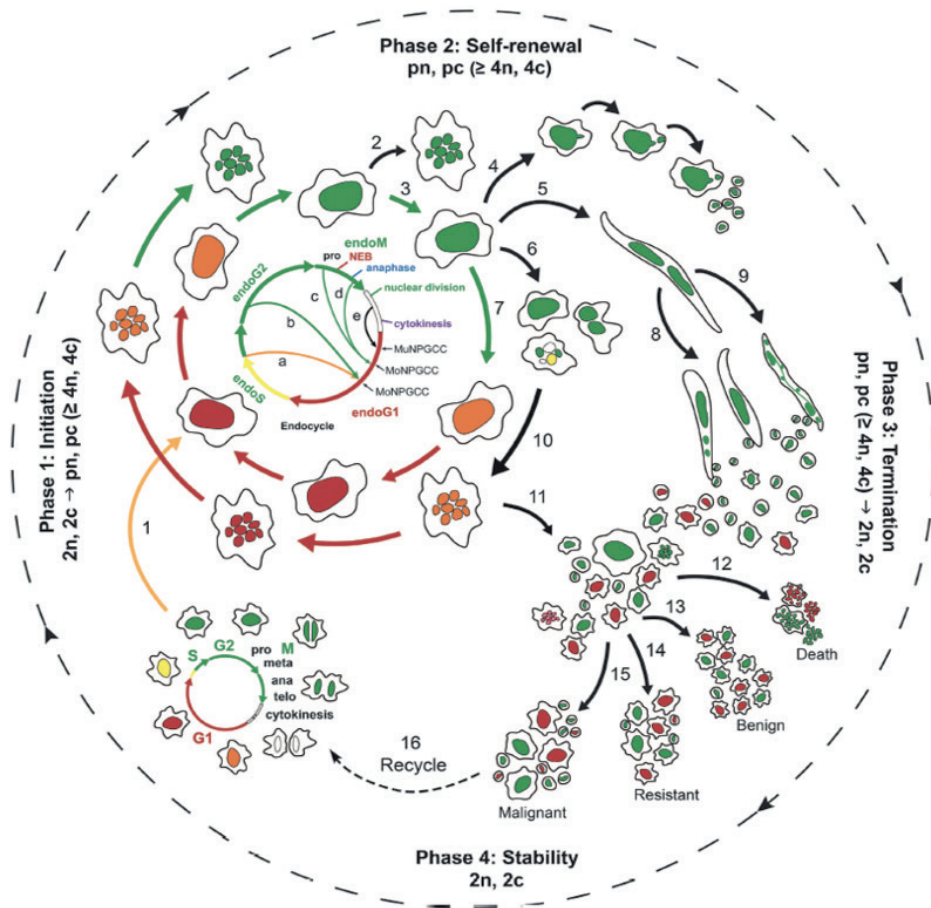 Phase 2: Self-renewal
pn, pc (≥ 4n, 4c)
Phase 1: Initiation
2n, 2c → pn, pc (≥ 4n, 4c)
Phase 3: Termination
pn, pc (≥ 4n, 4c) → 2n, 2c
2
3
4
5
6
7
8
9
10
11
1
endoM
pro NEB
anaphase
nuclear division
cytokinesis
endoG2
endoS
endoG1
a
b
c
d
e
MuNPGCC
MoNPGCC
MoNPGCC
Endocycle
12
13
14
15
Death
Benign
Resistant
Malignant
S
G2
M
pro
meta
ana
telo
cytokinesis
G1
16
Recycle
Phase 4: Stability
2n, 2c